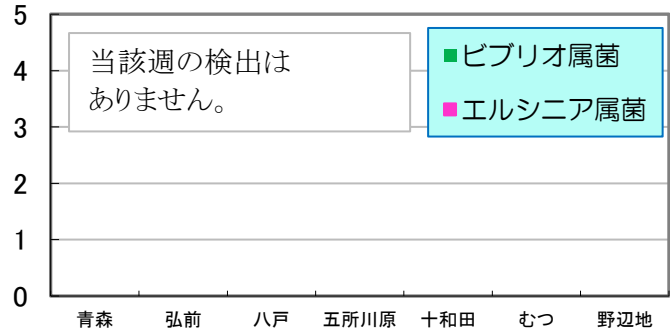 5
当該週の検出は
ありません。
■ビブリオ属菌
■エルシニア属菌
4
3
2
1
0
青森 弘前 八戸 五所川原 十和田 むつ 野辺地